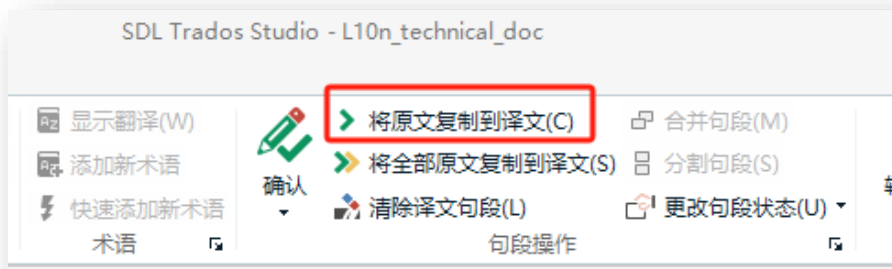 SDL Trados Studio - L10n_technical_doc
显示翻译(W)
添加新术语
快速添加新术语
术语
确认
将原文复制到译文(C)
将全部原文复制到译文(S)
清除译文句段(L)
合并句段(M)
分割句段(S)
更改句段状态(U)
句段操作